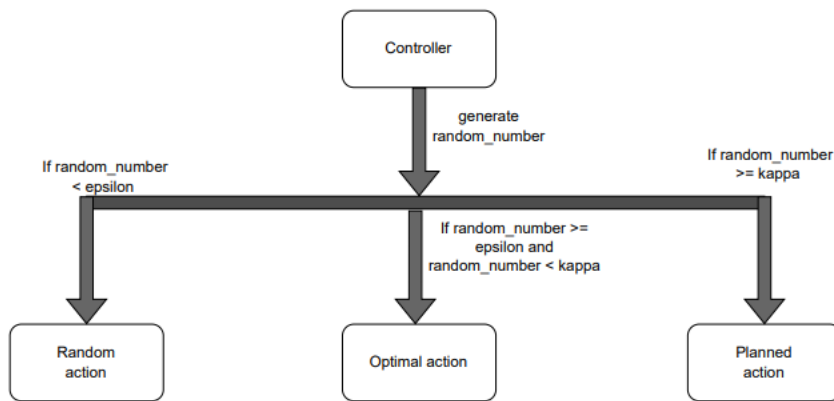 Controller
generate
random_number
If random_number
< epsilon
If random_number
>= kappa
If random_number >=
epsilon and
random_number < kappa
Random
action
Optimal action
Planned
action